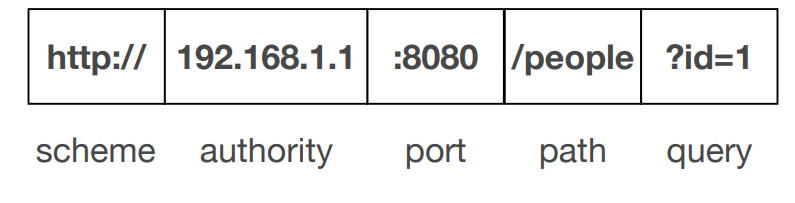 http:// 192.168.1.1 :8080 /people ?id=1
scheme authority port path query